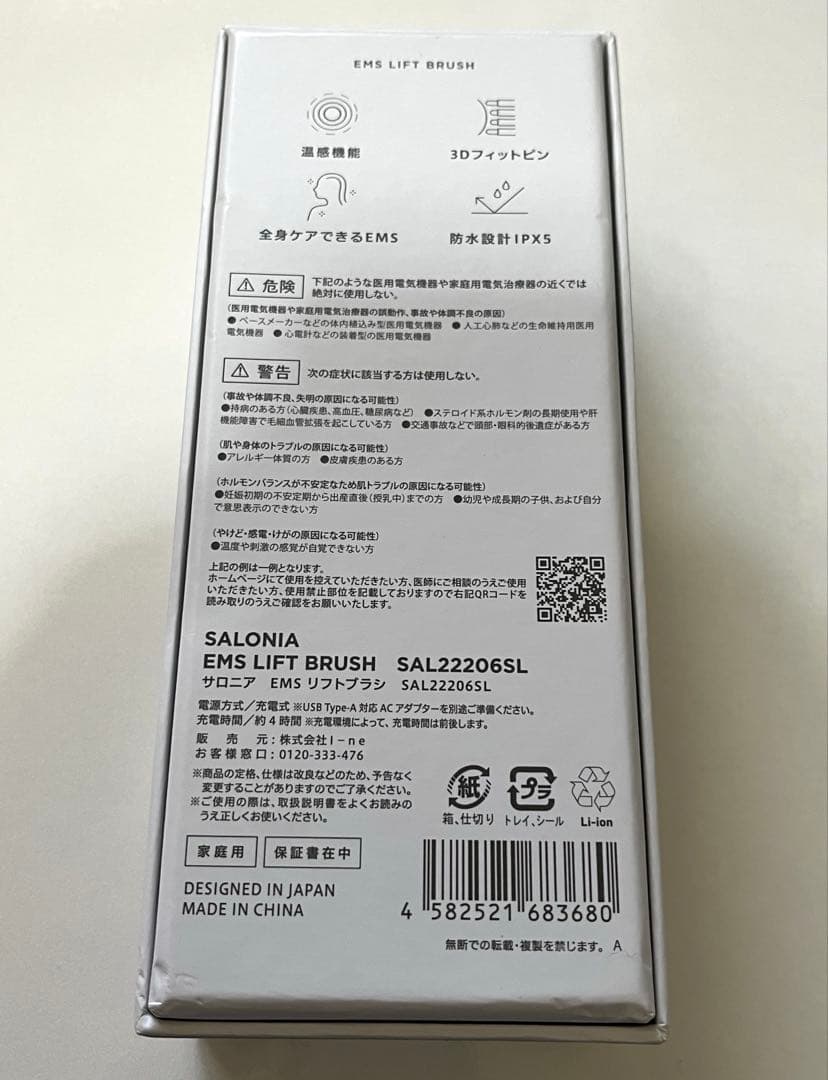 EMS LIFT BRUSH
温感機能
3Dフィットピン
全身ケアできるEMS
防水設計IPX5
危険 下記のような医用電気機器や家庭用電気治療器の近くでは
絶対に使用しない。
(医用電気機器や家庭用電気治療器の誤動作、事故や体調不良の原因)
●ペースメーカーなどの体内植込み型医用電気機器 ●人工心肺などの生命維持用医用
電気機器 ●心電計などの装着型の医用電気機器
警告 次の症状に該当する方は使用しない。
(事故や体調不良、失明の原因になる可能性)
●持病のある方(心臓疾患、高血圧、糖尿病など) ●ステロイド系ホルモン剤の長期使用や肝
機能障害で毛細血管拡張を起こしている方 ●交通事故などで頭部・眼科的後遺症がある方
(肌や身体のトラブルの原因になる可能性)
●アレルギー体質の方 ●皮膚疾患のある方
(ホルモンバランスが不安定なため肌トラブルの原因になる可能性)
●妊娠初期の不安定期から出産直後(授乳中)までの方 ●幼児や成長期の子供、および自分
で意思表示のできない方
(やけど・感電・けがの原因になる可能性)
●温度や刺激の感覚が自覚できない方
上記の例は一例となります。
ホームページにて使用を控えていただきたい方、医師にご相談のうえご使用
いただきたい方、使用禁止部位を記載しておりますので右記QRコードを
読み取りのうえご確認をお願いいたします。
SALONIA
EMS LIFT BRUSH SAL22206SL
サロニア EMS リフトブラシ SAL22206SL
電源方式/充電式 ※USB Type-A 対応 AC アダプターを別途ご準備ください。
充電時間/約4時間 ※充電環境によって、充電時間は前後します。
販売元:株式会社I-ne
お客様窓口:0120-333-476
※商品の定格、仕様は改良などのため、予告なく
変更することがありますのでご了承ください。
※ご使用の際は、取扱説明書をよくお読みの
うえ正しくお使いください。
紙 プラ
箱、仕切り トレイ、シール Li-ion
家庭用 保証書在中
DESIGNED IN JAPAN
MADE IN CHINA
4 582521 683680
無断での転載・複製を禁じます。 A